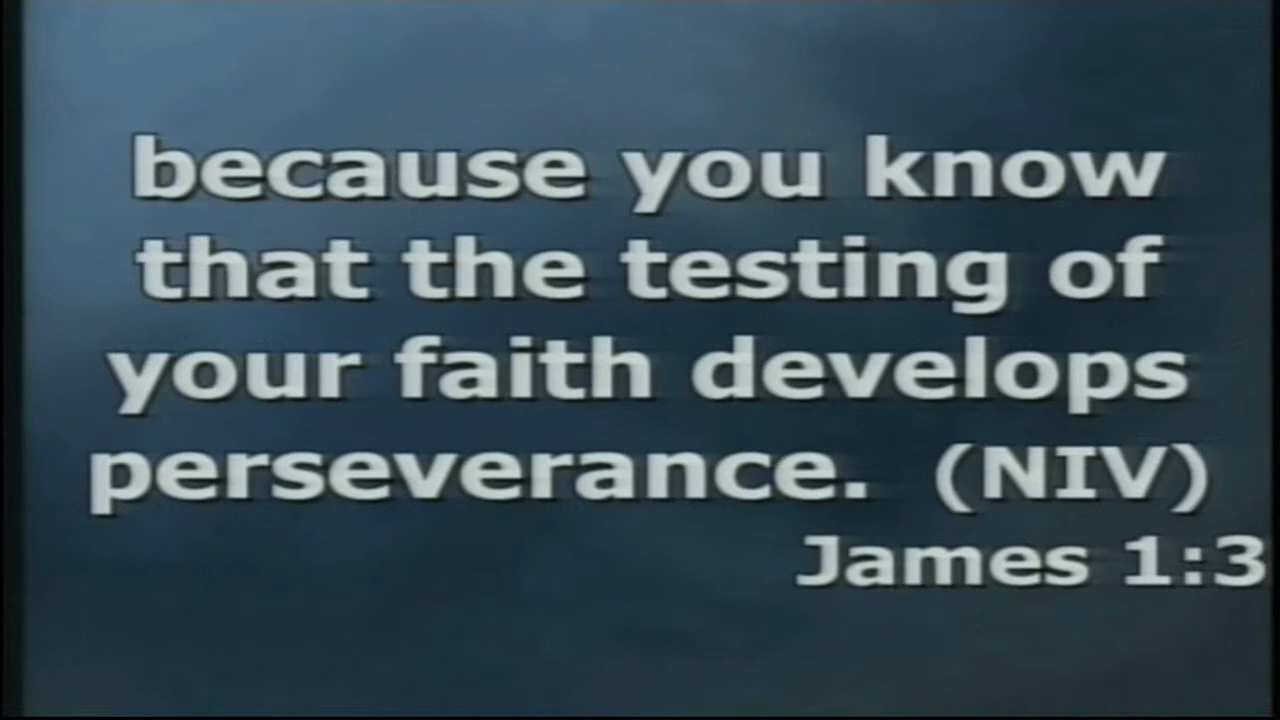 because you know
that the testing of
your faith develops
perseverance.  (NIV)
James 1:3